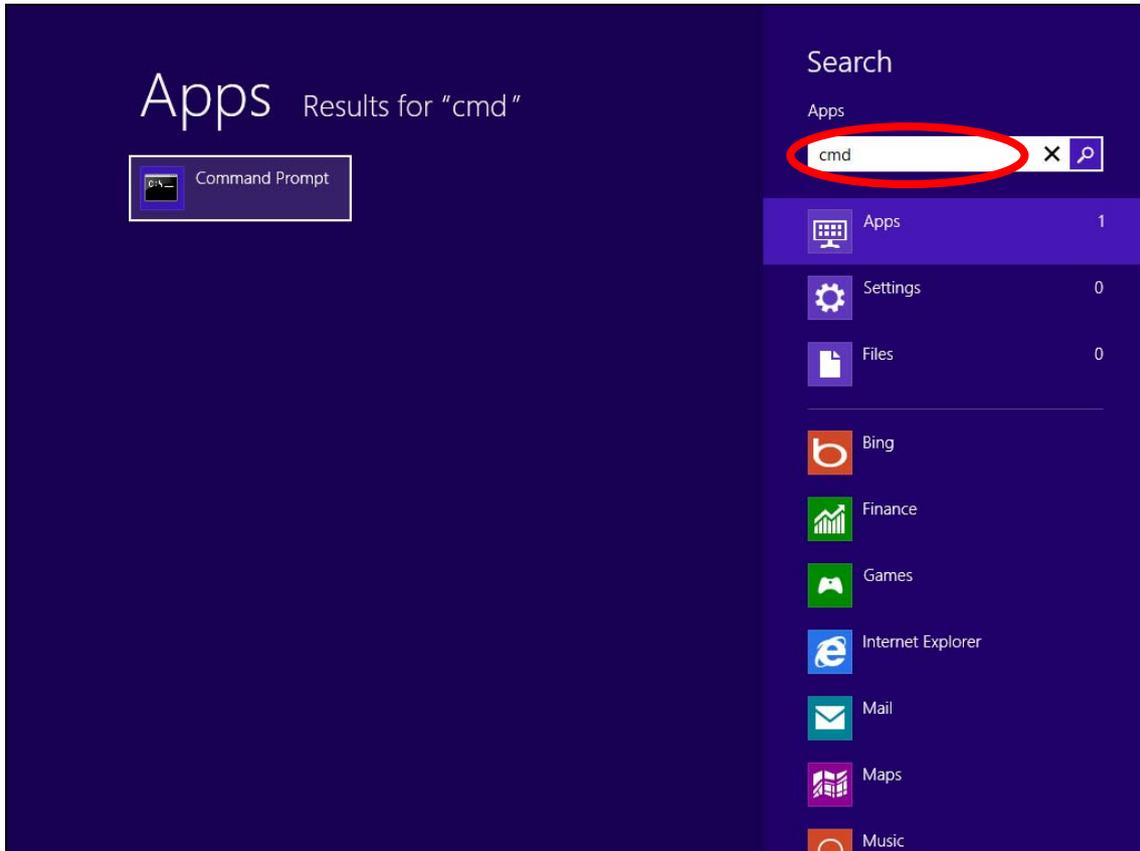 Apps Results for "cmd"
Command Prompt
C:\_
Search
Apps
cmd
Apps 1
Settings 0
Files 0
Bing
Finance
Games
Internet Explorer
Mail
Maps
Music